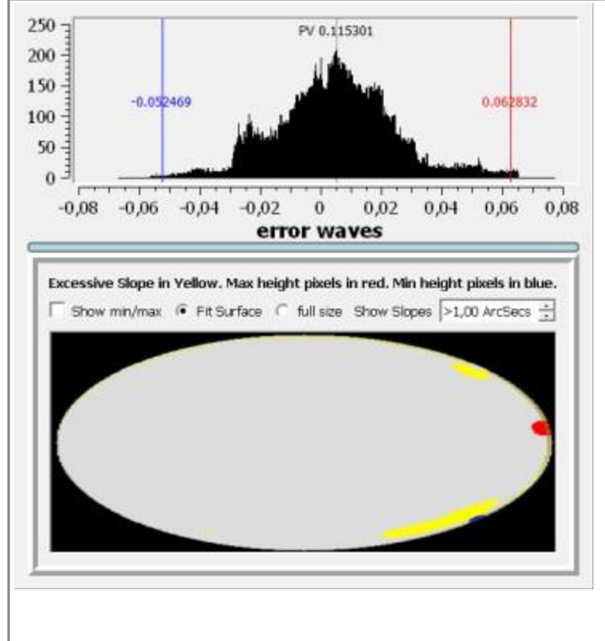 250
PV 0.115301
200
150
-0.052469
0.062832
100
50
0
-0,08 -0,06 -0,04 -0,02 0 0,02 0,04 0,06 0,08
error waves
Excessive Slope in Yellow. Max height pixels in red. Min height pixels in blue.
Show min/max Fit Surface full size Show Slopes >1,00 ArcSecs